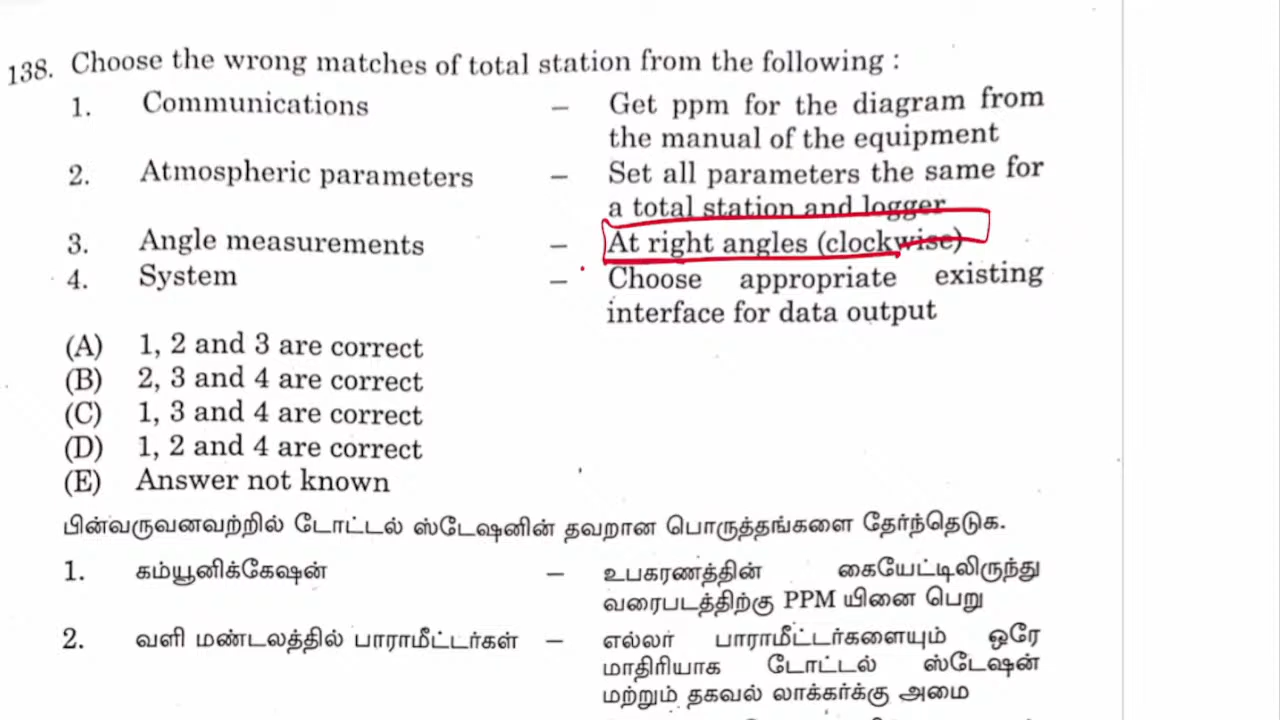 138. Choose the wrong matches of total station from the following :
1. Communications – Get ppm for the diagram from
the manual of the equipment
2. Atmospheric parameters – Set all parameters the same for
a total station and logger
3. Angle measurements – At right angles (clockwise)
4. System – Choose appropriate existing
interface for data output
(A) 1, 2 and 3 are correct
(B) 2, 3 and 4 are correct
(C) 1, 3 and 4 are correct
(D) 1, 2 and 4 are correct
(E) Answer not known
பின்வருவனவற்றில் டோட்டல் ஸ்டேஷனின் தவறான பொருத்தங்களை தேர்ந்தெடுக.
1. கம்யூனிக்கேஷன் – உபகரணத்தின் கையேட்டிலிருந்து
வரைபடத்திற்கு PPM யினை பெறு
2. வளி மண்டலத்தில் பாராமீட்டர்கள் – எல்லா பாராமீட்டர்களையும் ஒரே
மாதிரியாக டோட்டல் ஸ்டேஷன்
மற்றும் தகவல் லாக்கர்க்கு அமை